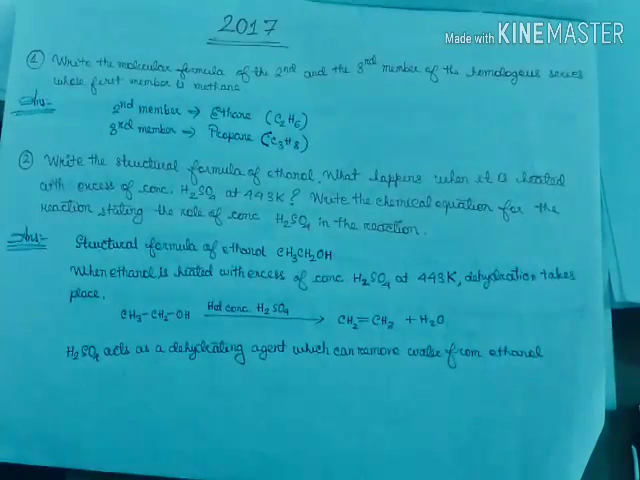 Made with KINEMASTER
2017
① Write the molecular formula of the 2nd and the 3rd member of the homologous series
whose first member is methane.
Ans:-
2nd member → Ethane (C2H6)
3rd member → Propane (C3H8)
② Write the structural formula of ethanol. What happens when it is heated
with excess of conc. H2SO4 at 443K? Write the chemical equation for the
reaction stating the role of conc H2SO4 in the reaction.
Ans:-
Structural formula of ethanol CH3CH2OH
When ethanol is heated with excess of conc H2SO4 at 443K, dehydration takes
place.
CH3-CH2-OH Hot conc. H2SO4 → CH2=CH2 + H2O
H2SO4 acts as a dehydrating agent which can remove water from ethanol